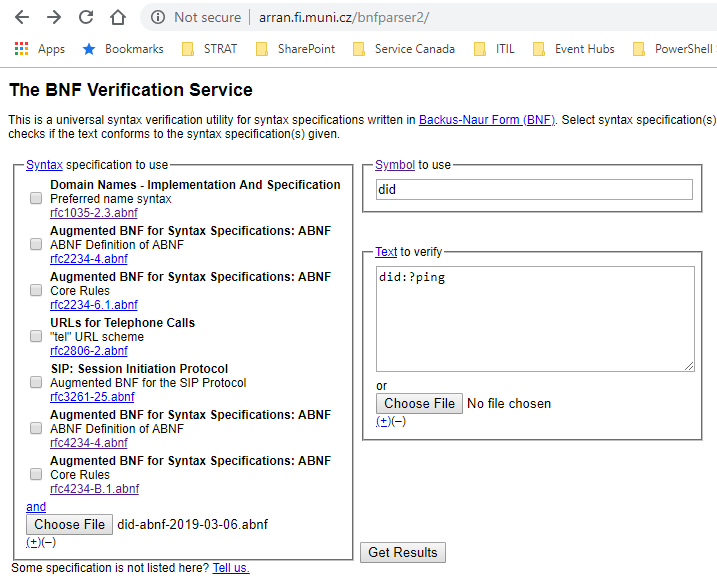 Not secure | arran.fi.muni.cz/bnfparser2/
Apps Bookmarks STRAT SharePoint Service Canada ITIL Event Hubs PowerShell
The BNF Verification Service
This is a universal syntax verification utility for syntax specifications written in Backus-Naur Form (BNF). Select syntax specification(s)
checks if the text conforms to the syntax specification(s) given.
Syntax specification to use
Domain Names - Implementation And Specification
Preferred name syntax
rfc1035-2.3.abnf
Augmented BNF for Syntax Specifications: ABNF
ABNF Definition of ABNF
rfc2234-4.abnf
Augmented BNF for Syntax Specifications: ABNF
Core Rules
rfc2234-6.1.abnf
URLs for Telephone Calls
"tel" URL scheme
rfc2806-2.abnf
SIP: Session Initiation Protocol
Augmented BNF for the SIP Protocol
rfc3261-25.abnf
Augmented BNF for Syntax Specifications: ABNF
ABNF Definition of ABNF
rfc4234-4.abnf
Augmented BNF for Syntax Specifications: ABNF
Core Rules
rfc4234-B.1.abnf
and
Choose File did-abnf-2019-03-06.abnf
(+)(–)
Some specification is not listed here? Tell us.
Symbol to use
did
Text to verify
did:?ping
or
Choose File No file chosen
(+)(–)
Get Results